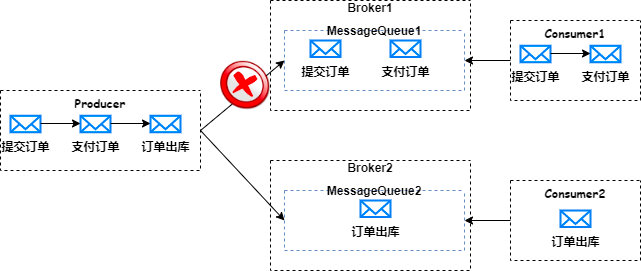 Broker1
MessageQueue1
提交订单
支付订单
Consumer1
提交订单
支付订单
Producer
提交订单
支付订单
订单出库
Broker2
MessageQueue2
订单出库
Consumer2
订单出库